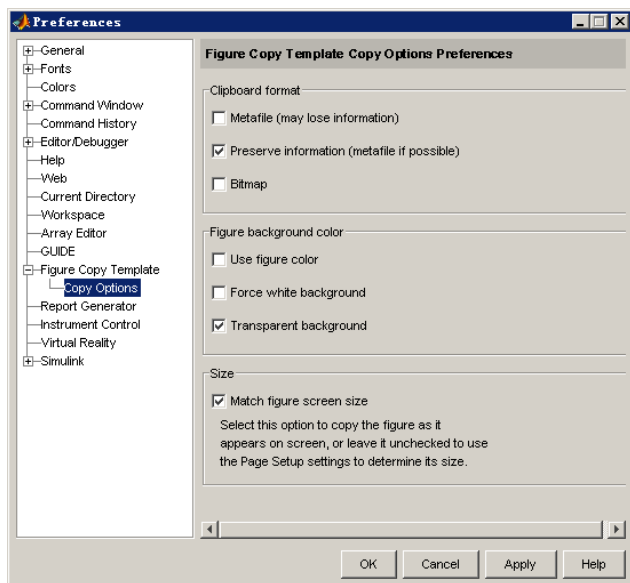 Preferences
General
Fonts
Colors
Command Window
Command History
Editor/Debugger
Help
Web
Current Directory
Workspace
Array Editor
GUIDE
Figure Copy Template
Copy Options
Report Generator
Instrument Control
Virtual Reality
Simulink
Figure Copy Template Copy Options Preferences
Clipboard format
Metafile (may lose information)
Preserve information (metafile if possible)
Bitmap
Figure background color
Use figure color
Force white background
Transparent background
Size
Match figure screen size
Select this option to copy the figure as it
appears on screen, or leave it unchecked to use
the Page Setup settings to determine its size.
OK Cancel Apply Help